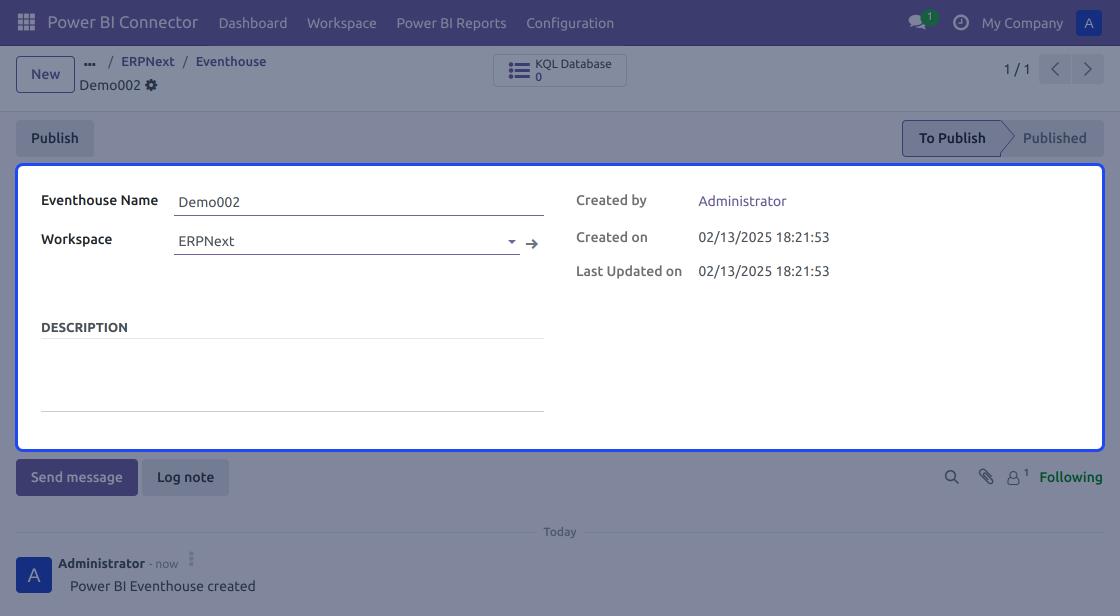 Power BI Connector Dashboard Workspace Power BI Reports Configuration 1 My Company A
New ... / ERPNext / Eventhouse
Demo002
KQL Database
0
1 / 1
Publish To Publish Published
Eventhouse Name Demo002
Workspace ERPNext
DESCRIPTION
Created by Administrator
Created on 02/13/2025 18:21:53
Last Updated on 02/13/2025 18:21:53
Send message Log note 1 Following
Today
A Administrator - now
Power BI Eventhouse created